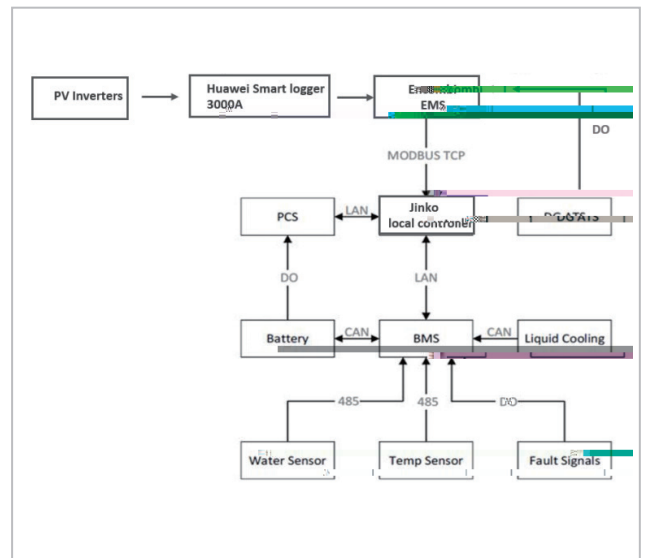 PV Inverters
Huawei Smart logger
3000A
EMS
DO
MODBUS TCP
PCS
LAN
Jinko
local controller
DO
LAN
Battery
CAN
BMS
CAN
Liquid Cooling
485
485
DO
Water Sensor
Temp Sensor
Fault Signals